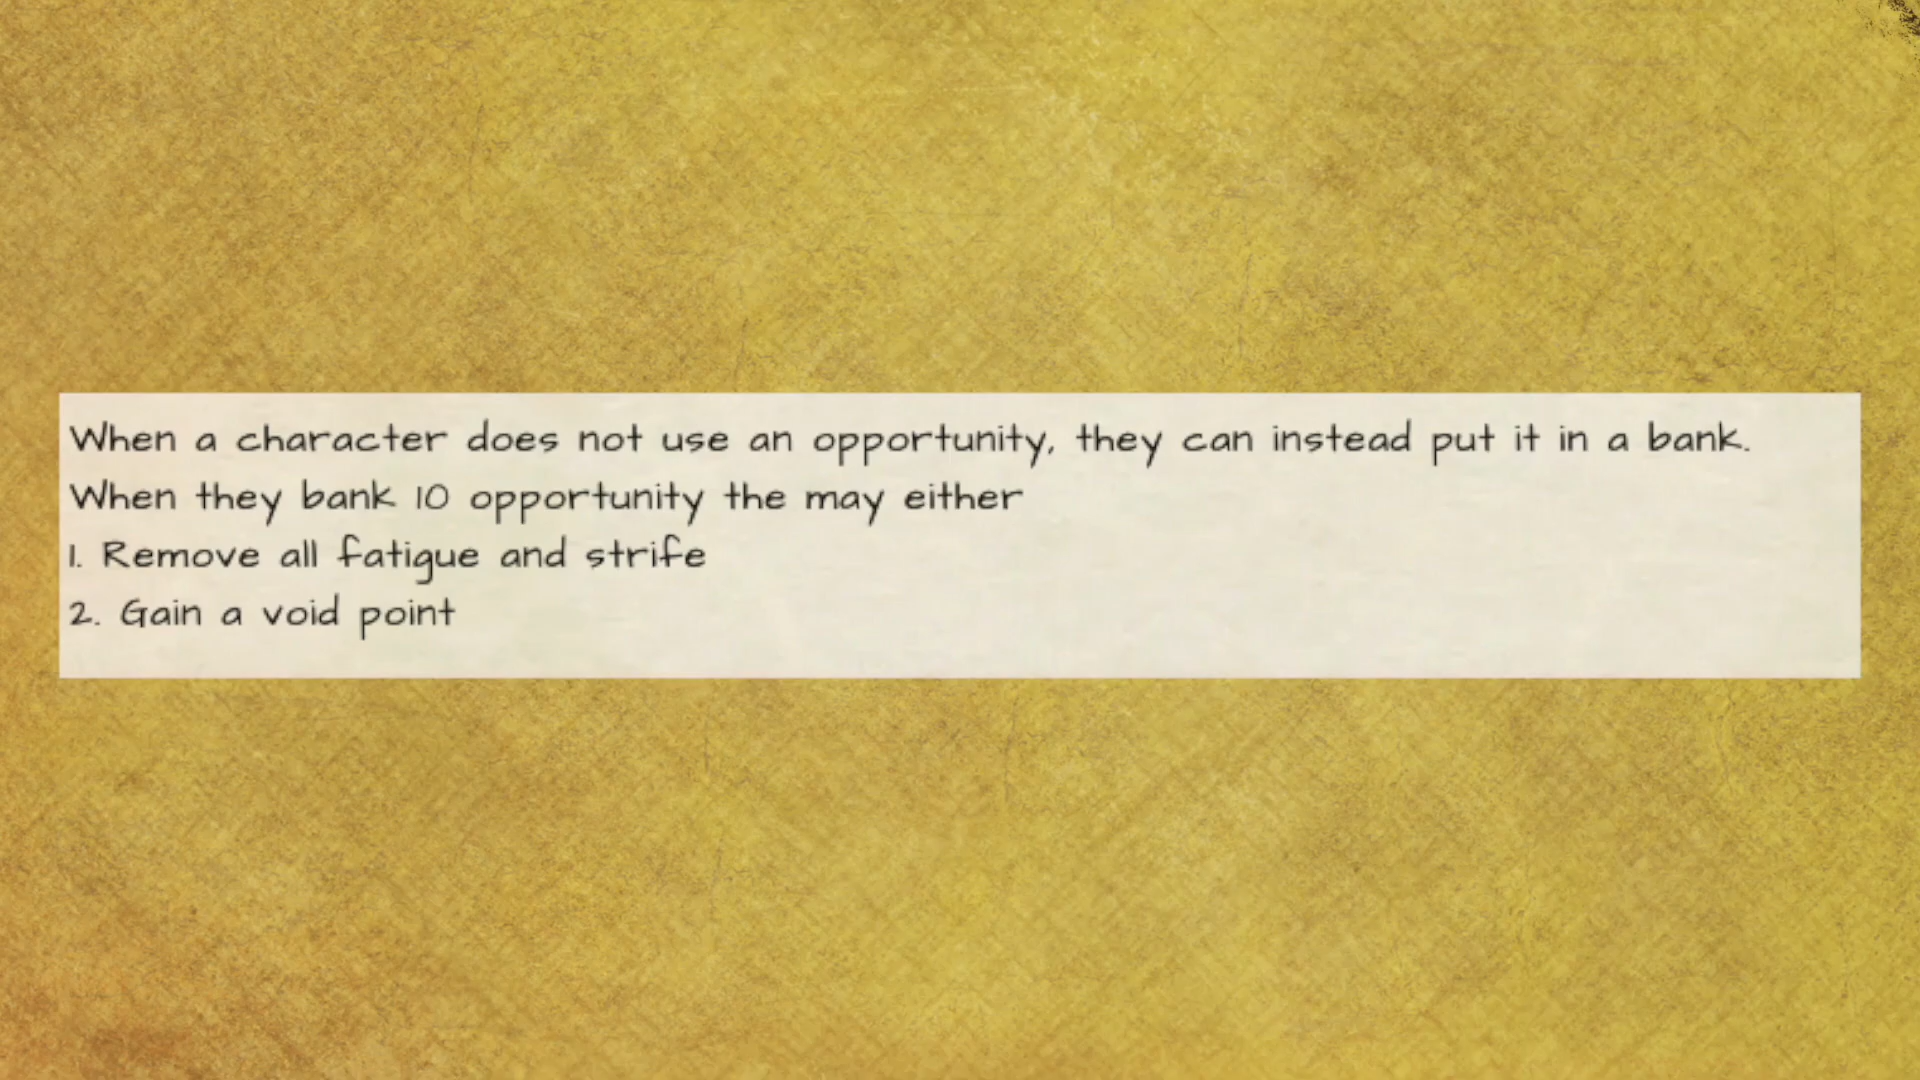 When a character does not use an opportunity, they can instead put it in a bank.
When they bank 10 opportunity the may either
1. Remove all fatigue and strife
2. Gain a void point